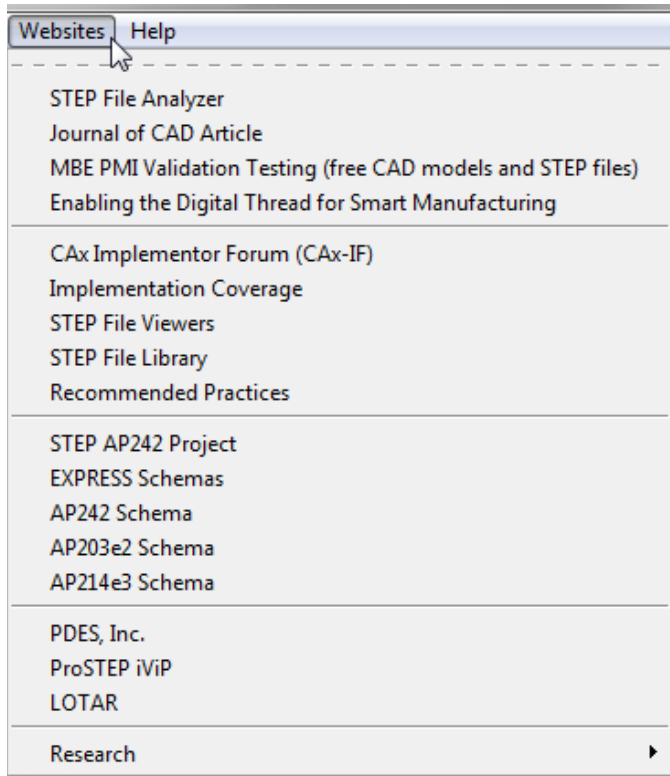 Websites Help
STEP File Analyzer
Journal of CAD Article
MBE PMI Validation Testing (free CAD models and STEP files)
Enabling the Digital Thread for Smart Manufacturing
CAx Implementor Forum (CAx-IF)
Implementation Coverage
STEP File Viewers
STEP File Library
Recommended Practices
STEP AP242 Project
EXPRESS Schemas
AP242 Schema
AP203e2 Schema
AP214e3 Schema
PDES, Inc.
ProSTEP iViP
LOTAR
Research